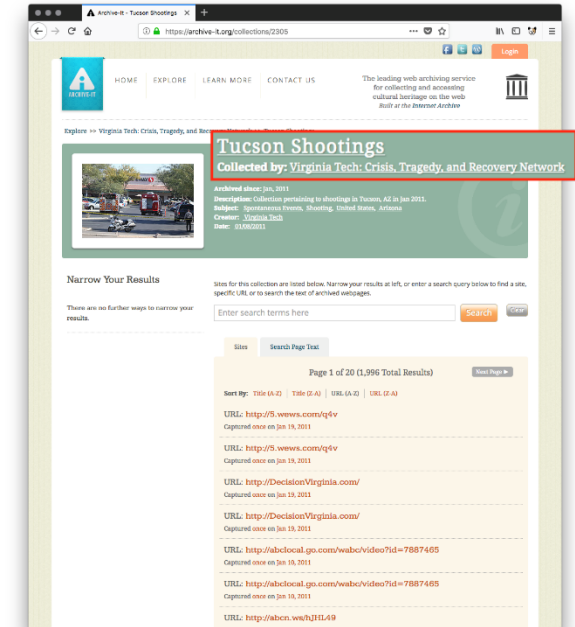 Archive-It - Tucson Shootings
https://archive-it.org/collections/2305
Login
ARCHIVE-IT
HOME EXPLORE LEARN MORE CONTACT US
The leading web archiving service
for collecting and accessing
cultural heritage on the web
Built at the Internet Archive
Explore >> Virginia Tech: Crisis, Tragedy, and
Tucson Shootings
Collected by: Virginia Tech: Crisis, Tragedy, and Recovery Network
Archived since: Jan, 2011
Description: Collection pertaining to shootings in Tucson, AZ in Jan 2011.
Subject: Spontaneous Events, Shooting, United States, Arizona
Creator: Virginia Tech
Date: 01/08/2011
Narrow Your Results
There are no further ways to narrow your
results.
Sites for this collection are listed below. Narrow your results at left, or enter a search query below to find a site,
specific URL or to search the text of archived webpages.
Enter search terms here
Search
Clear
Sites Search Page Text
Page 1 of 20 (1,996 Total Results)
Next Page
Sort By: Title (A-Z) | Title (Z-A) | URL (A-Z) | URL (Z-A)
URL: http://5.wews.com/q4v
Captured once on Jan 19, 2011
URL: http://5.wews.com/q4v
Captured once on Jan 19, 2011
URL: http://DecisionVirginia.com/
Captured once on Jan 19, 2011
URL: http://DecisionVirginia.com/
Captured once on Jan 19, 2011
URL: http://abclocal.go.com/wabc/video?id=7887465
Captured once on Jan 10, 2011
URL: http://abclocal.go.com/wabc/video?id=7887465
Captured once on Jan 10, 2011
URL: http://abcn.ws/hJHL49